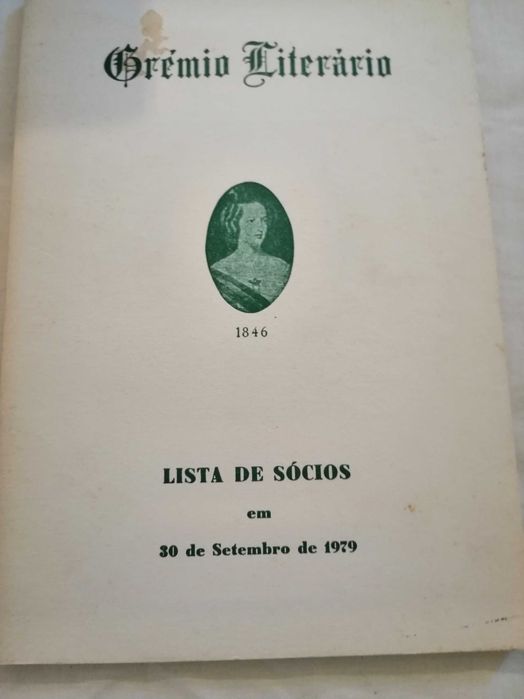 Grémio Literário
1846
LISTA DE SÓCIOS
em
30 de Setembro de 1979